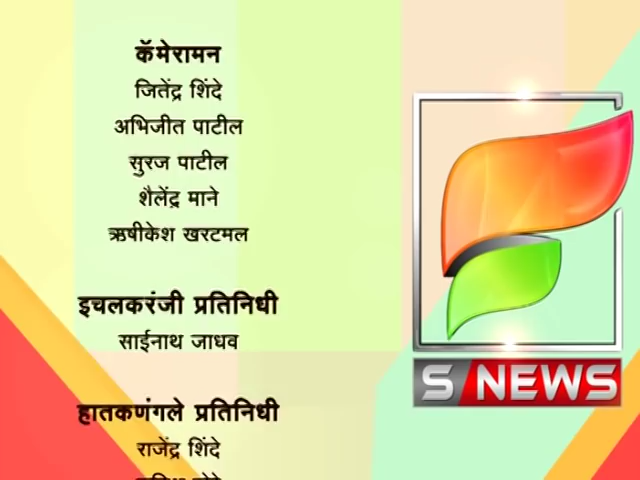 कॅमेरामन
जितेंद्र शिंदे
अभिजीत पाटील
सुरज पाटील
शैलेंद्र माने
ऋषीकेश खरटमल
इचलकरंजी प्रतिनिधी
साईनाथ जाधव
हातकणंगले प्रतिनिधी
राजेंद्र शिंदे
S NEWS